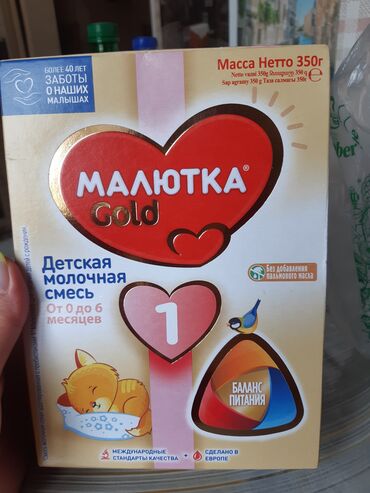 БОЛЕЕ 40 ЛЕТ
ЗАБОТЫ
О НАШИХ
МАЛЫШАХ
Масса Нетто 350г
МАЛЮТКА®
Gold
Детская
молочная
смесь
От 0 до 6
месяцев
1
Без добавления
пальмового масла
БАЛАНС
ПИТАНИЯ
МЕЖДУНАРОДНЫЕ
СТАНДАРТЫ КАЧЕСТВА
+
СДЕЛАНО В
ЕВРОПЕ